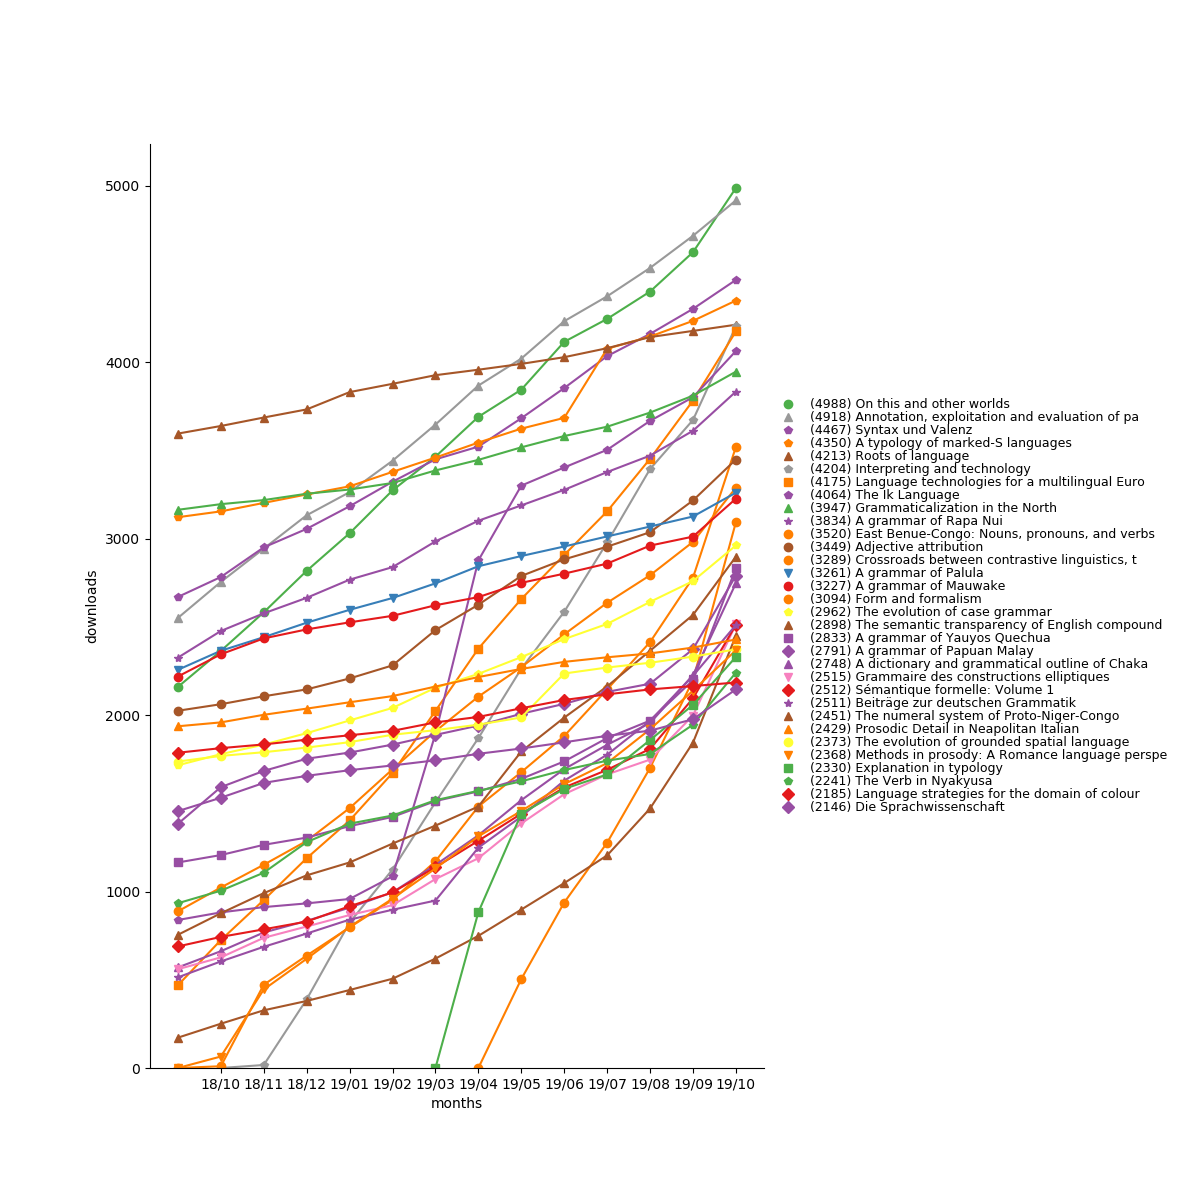 5000
4000
3000
2000
1000
0
downloads
18/10 18/11 18/12 19/01 19/02 19/03 19/04 19/05 19/06 19/07 19/08 19/09 19/10
months
(4988) On this and other worlds
(4918) Annotation, exploitation and evaluation of pa
(4467) Syntax und Valenz
(4350) A typology of marked-S languages
(4213) Roots of language
(4204) Interpreting and technology
(4175) Language technologies for a multilingual Euro
(4064) The Ik Language
(3947) Grammaticalization in the North
(3834) A grammar of Rapa Nui
(3520) East Benue-Congo: Nouns, pronouns, and verbs
(3449) Adjective attribution
(3289) Crossroads between contrastive linguistics, t
(3261) A grammar of Palula
(3227) A grammar of Mauwake
(3094) Form and formalism
(2962) The evolution of case grammar
(2898) The semantic transparency of English compound
(2833) A grammar of Yauyos Quechua
(2791) A grammar of Papuan Malay
(2748) A dictionary and grammatical outline of Chaka
(2515) Grammaire des constructions elliptiques
(2512) Sémantique formelle: Volume 1
(2511) Beiträge zur deutschen Grammatik
(2451) The numeral system of Proto-Niger-Congo
(2429) Prosodic Detail in Neapolitan Italian
(2373) The evolution of grounded spatial language
(2368) Methods in prosody: A Romance language perspe
(2330) Explanation in typology
(2241) The Verb in Nyakyusa
(2185) Language strategies for the domain of colour
(2146) Die Sprachwissenschaft